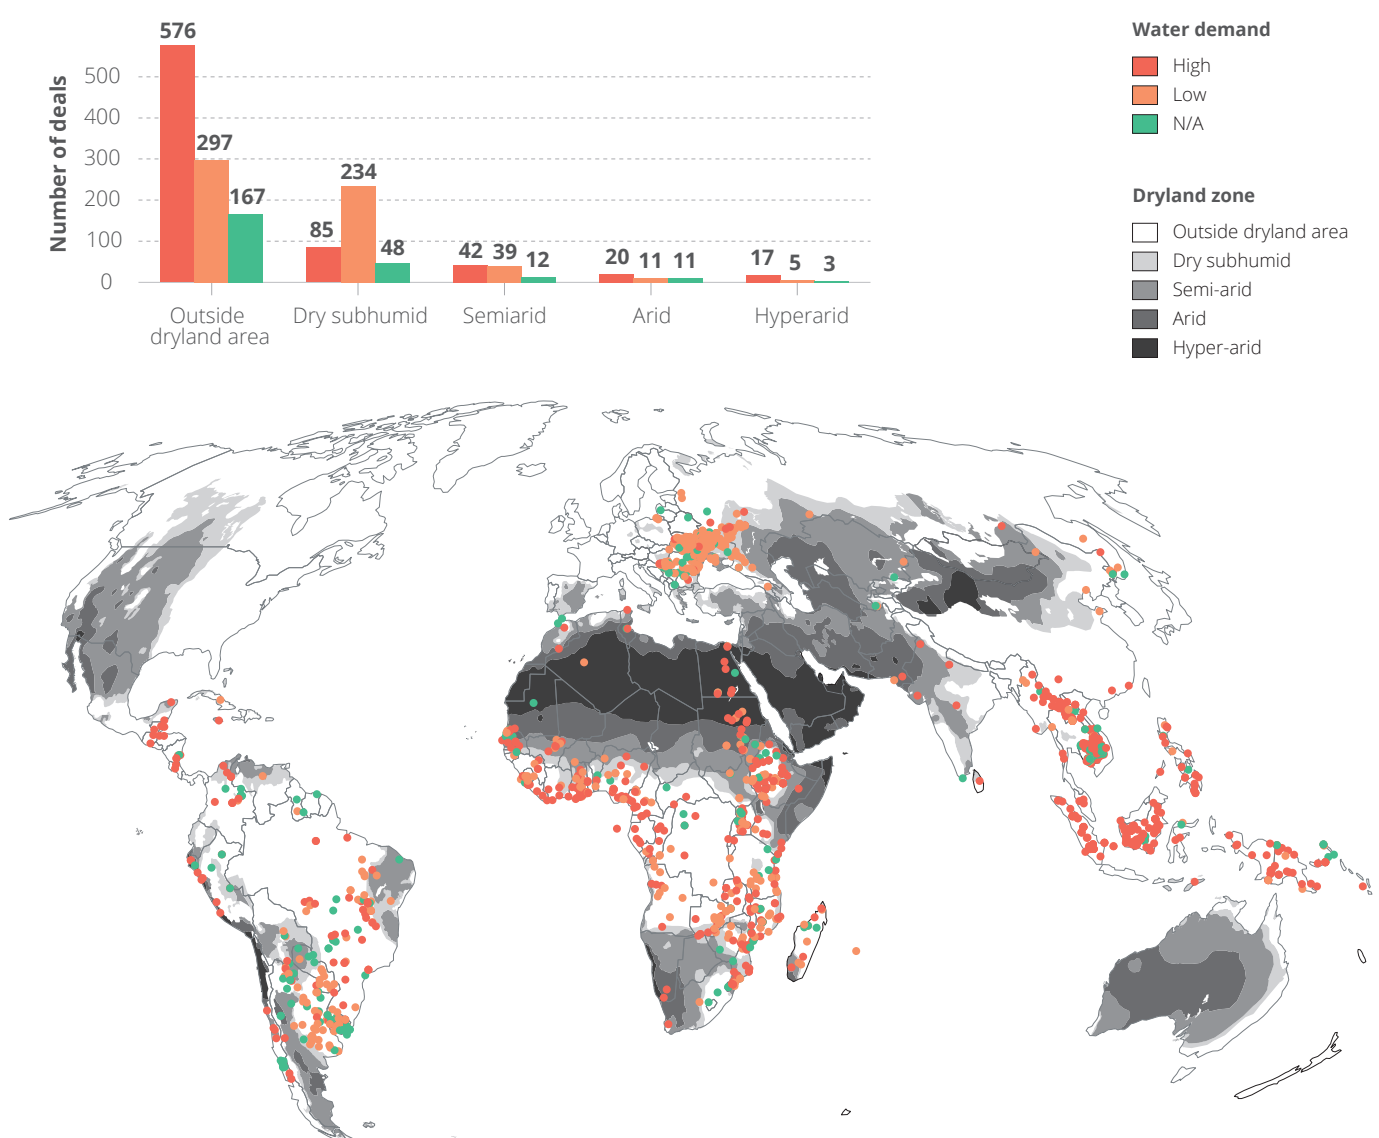 576
500
400
300
200
100
0
Number of deals
297
167
85
234
48
42
39
12
20
11
11
17
5
3
Outside
dryland area
Dry subhumid
Semiarid
Arid
Hyperarid
Water demand
High
Low
N/A
Dryland zone
Outside dryland area
Dry subhumid
Semi-arid
Arid
Hyper-arid